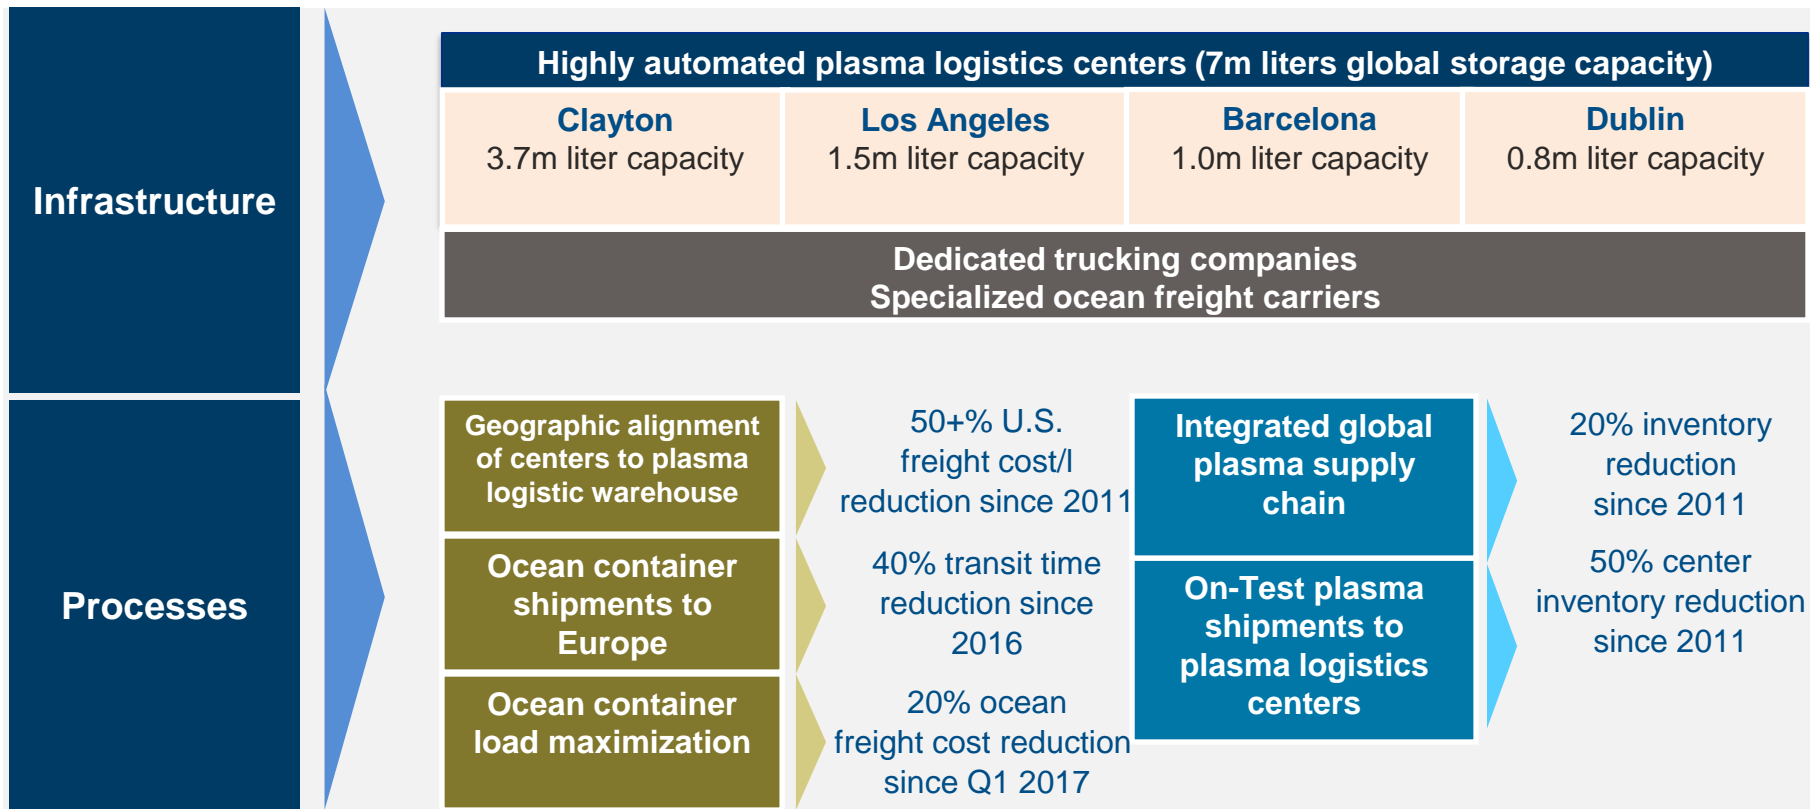 Infrastructure
Highly automated plasma logistics centers (7m liters global storage capacity)
Clayton
3.7m liter capacity
Los Angeles
1.5m liter capacity
Barcelona
1.0m liter capacity
Dublin
0.8m liter capacity
Dedicated trucking companies
Specialized ocean freight carriers
Processes
Geographic alignment
of centers to plasma
logistic warehouse
50+% U.S.
freight cost/l
reduction since 2011
Ocean container
shipments to
Europe
40% transit time
reduction since
2016
Ocean container
load maximization
20% ocean
freight cost reduction
since Q1 2017
Integrated global
plasma supply
chain
20% inventory
reduction
since 2011
On-Test plasma
shipments to
plasma logistics
centers
50% center
inventory reduction
since 2011